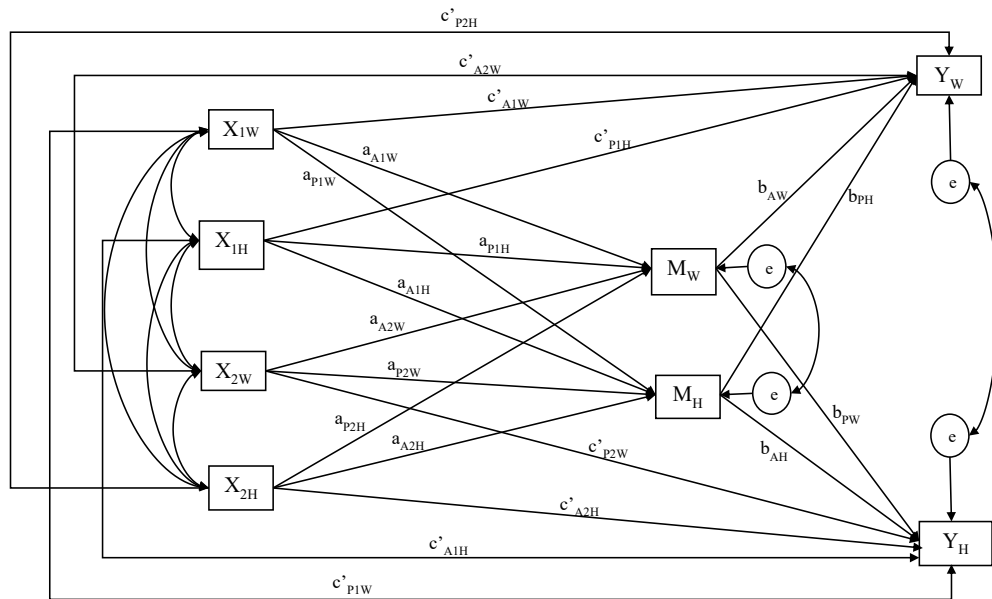 c’P2H
c’A2W
YW
c’A1W
X1W
aA1W
c’P1H
aP1W
e
bAW
bPH
X1H
aP1H
MW
e
aA1H
aA2W
X2W
aP2W
MH
e
aP2H
bPW
aA2H
c’P2W
bAH
e
X2H
c’A2H
YH
c’A1H
c’P1W